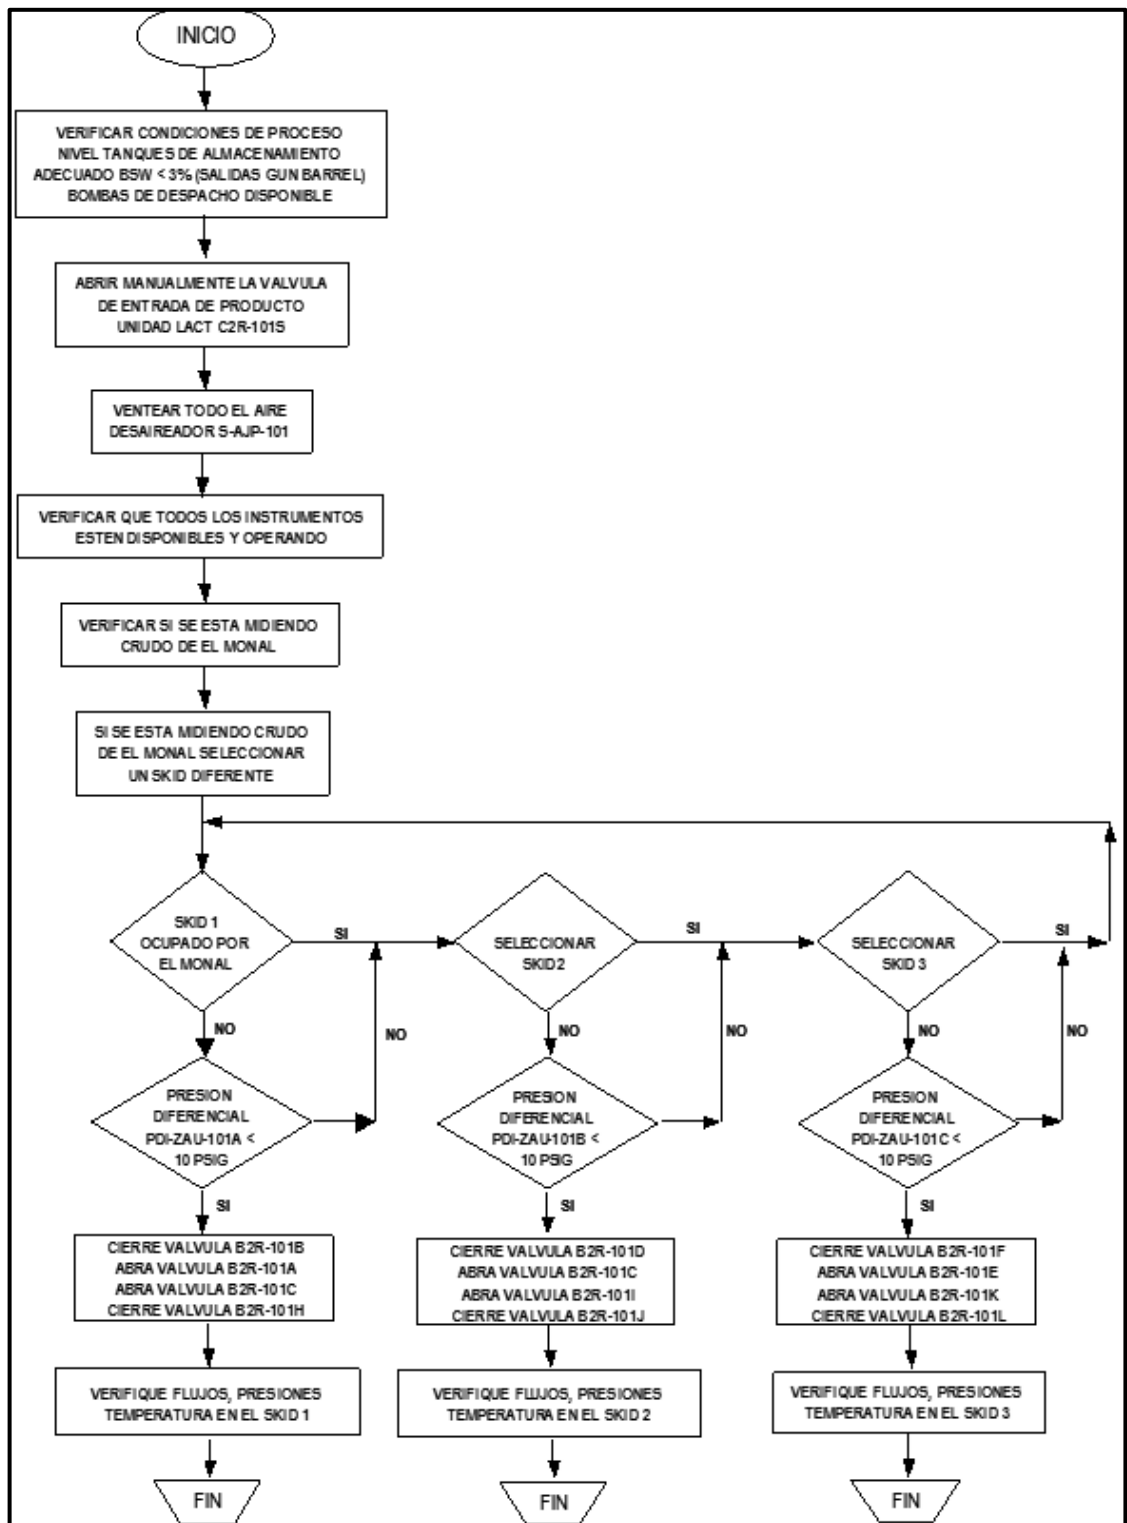 INICIO
VERIFICAR CONDICIONES DE PROCESO
NIVEL TANQUES DE ALMACENAMIENTO
ADECUADO BSW < 3% (SALIDAS GUN BARREL)
BOMBAS DE DESPACHO DISPONIBLE
ABRIR MANUALMENTE LA VALVULA
DE ENTRADA DE PRODUCTO
UNIDAD LACT C2R-101S
VENTEAR TODO EL AIRE
DESAIREADOR S-AJP-101
VERIFICAR QUE TODOS LOS INSTRUMENTOS
ESTEN DISPONIBLES Y OPERANDO
VERIFICAR SI SE ESTA MIDIENDO
CRUDO DE EL MONAL
SI SE ESTA MIDIENDO CRUDO
DE EL MONAL SELECCIONAR
UN SKID DIFERENTE
SKID 1
OCUPADO POR
EL MONAL
SI
SELECCIONAR
SKID 2
SI
SELECCIONAR
SKID 3
SI
NO
NO
NO
NO
NO
NO
PRESION
DIFERENCIAL
PDI-ZAU-101A <
10 PSIG
PRESION
DIFERENCIAL
PDI-ZAU-101B <
10 PSIG
PRESION
DIFERENCIAL
PDI-ZAU-101C <
10 PSIG
SI
SI
SI
CIERRE VALVULA B2R-101B
ABRA VALVULA B2R-101A
ABRA VALVULA B2R-101C
CIERRE VALVULA B2R-101H
CIERRE VALVULA B2R-101D
ABRA VALVULA B2R-101C
ABRA VALVULA B2R-101I
CIERRE VALVULA B2R-101J
CIERRE VALVULA B2R-101F
ABRA VALVULA B2R-101E
ABRA VALVULA B2R-101K
CIERRE VALVULA B2R-101L
VERIFIQUE FLUJOS, PRESIONES
TEMPERATURA EN EL SKID 1
VERIFIQUE FLUJOS, PRESIONES
TEMPERATURA EN EL SKID 2
VERIFIQUE FLUJOS, PRESIONES
TEMPERATURA EN EL SKID 3
FIN
FIN
FIN